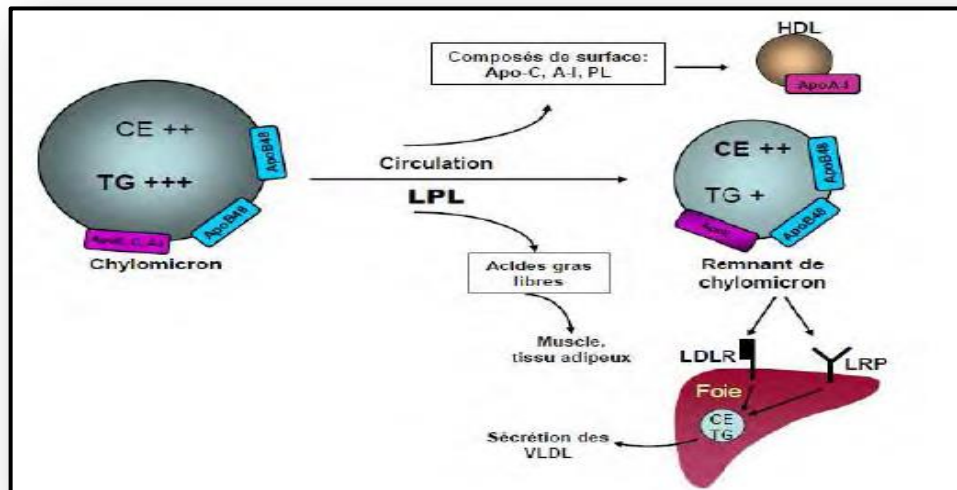 HDL
Composés de surface:
Apo-C, A-I, PL
ApoA-I
CE ++
TG +++
ApoB48
ApoB48
Chylomicron
Circulation
LPL
CE ++
TG +
ApoB48
ApoB48
Remnant de
chylomicron
Acides gras
libres
Muscle,
tissu adipeux
LDLR
LRP
Foie
CE
TG
Sécrétion des
VLDL